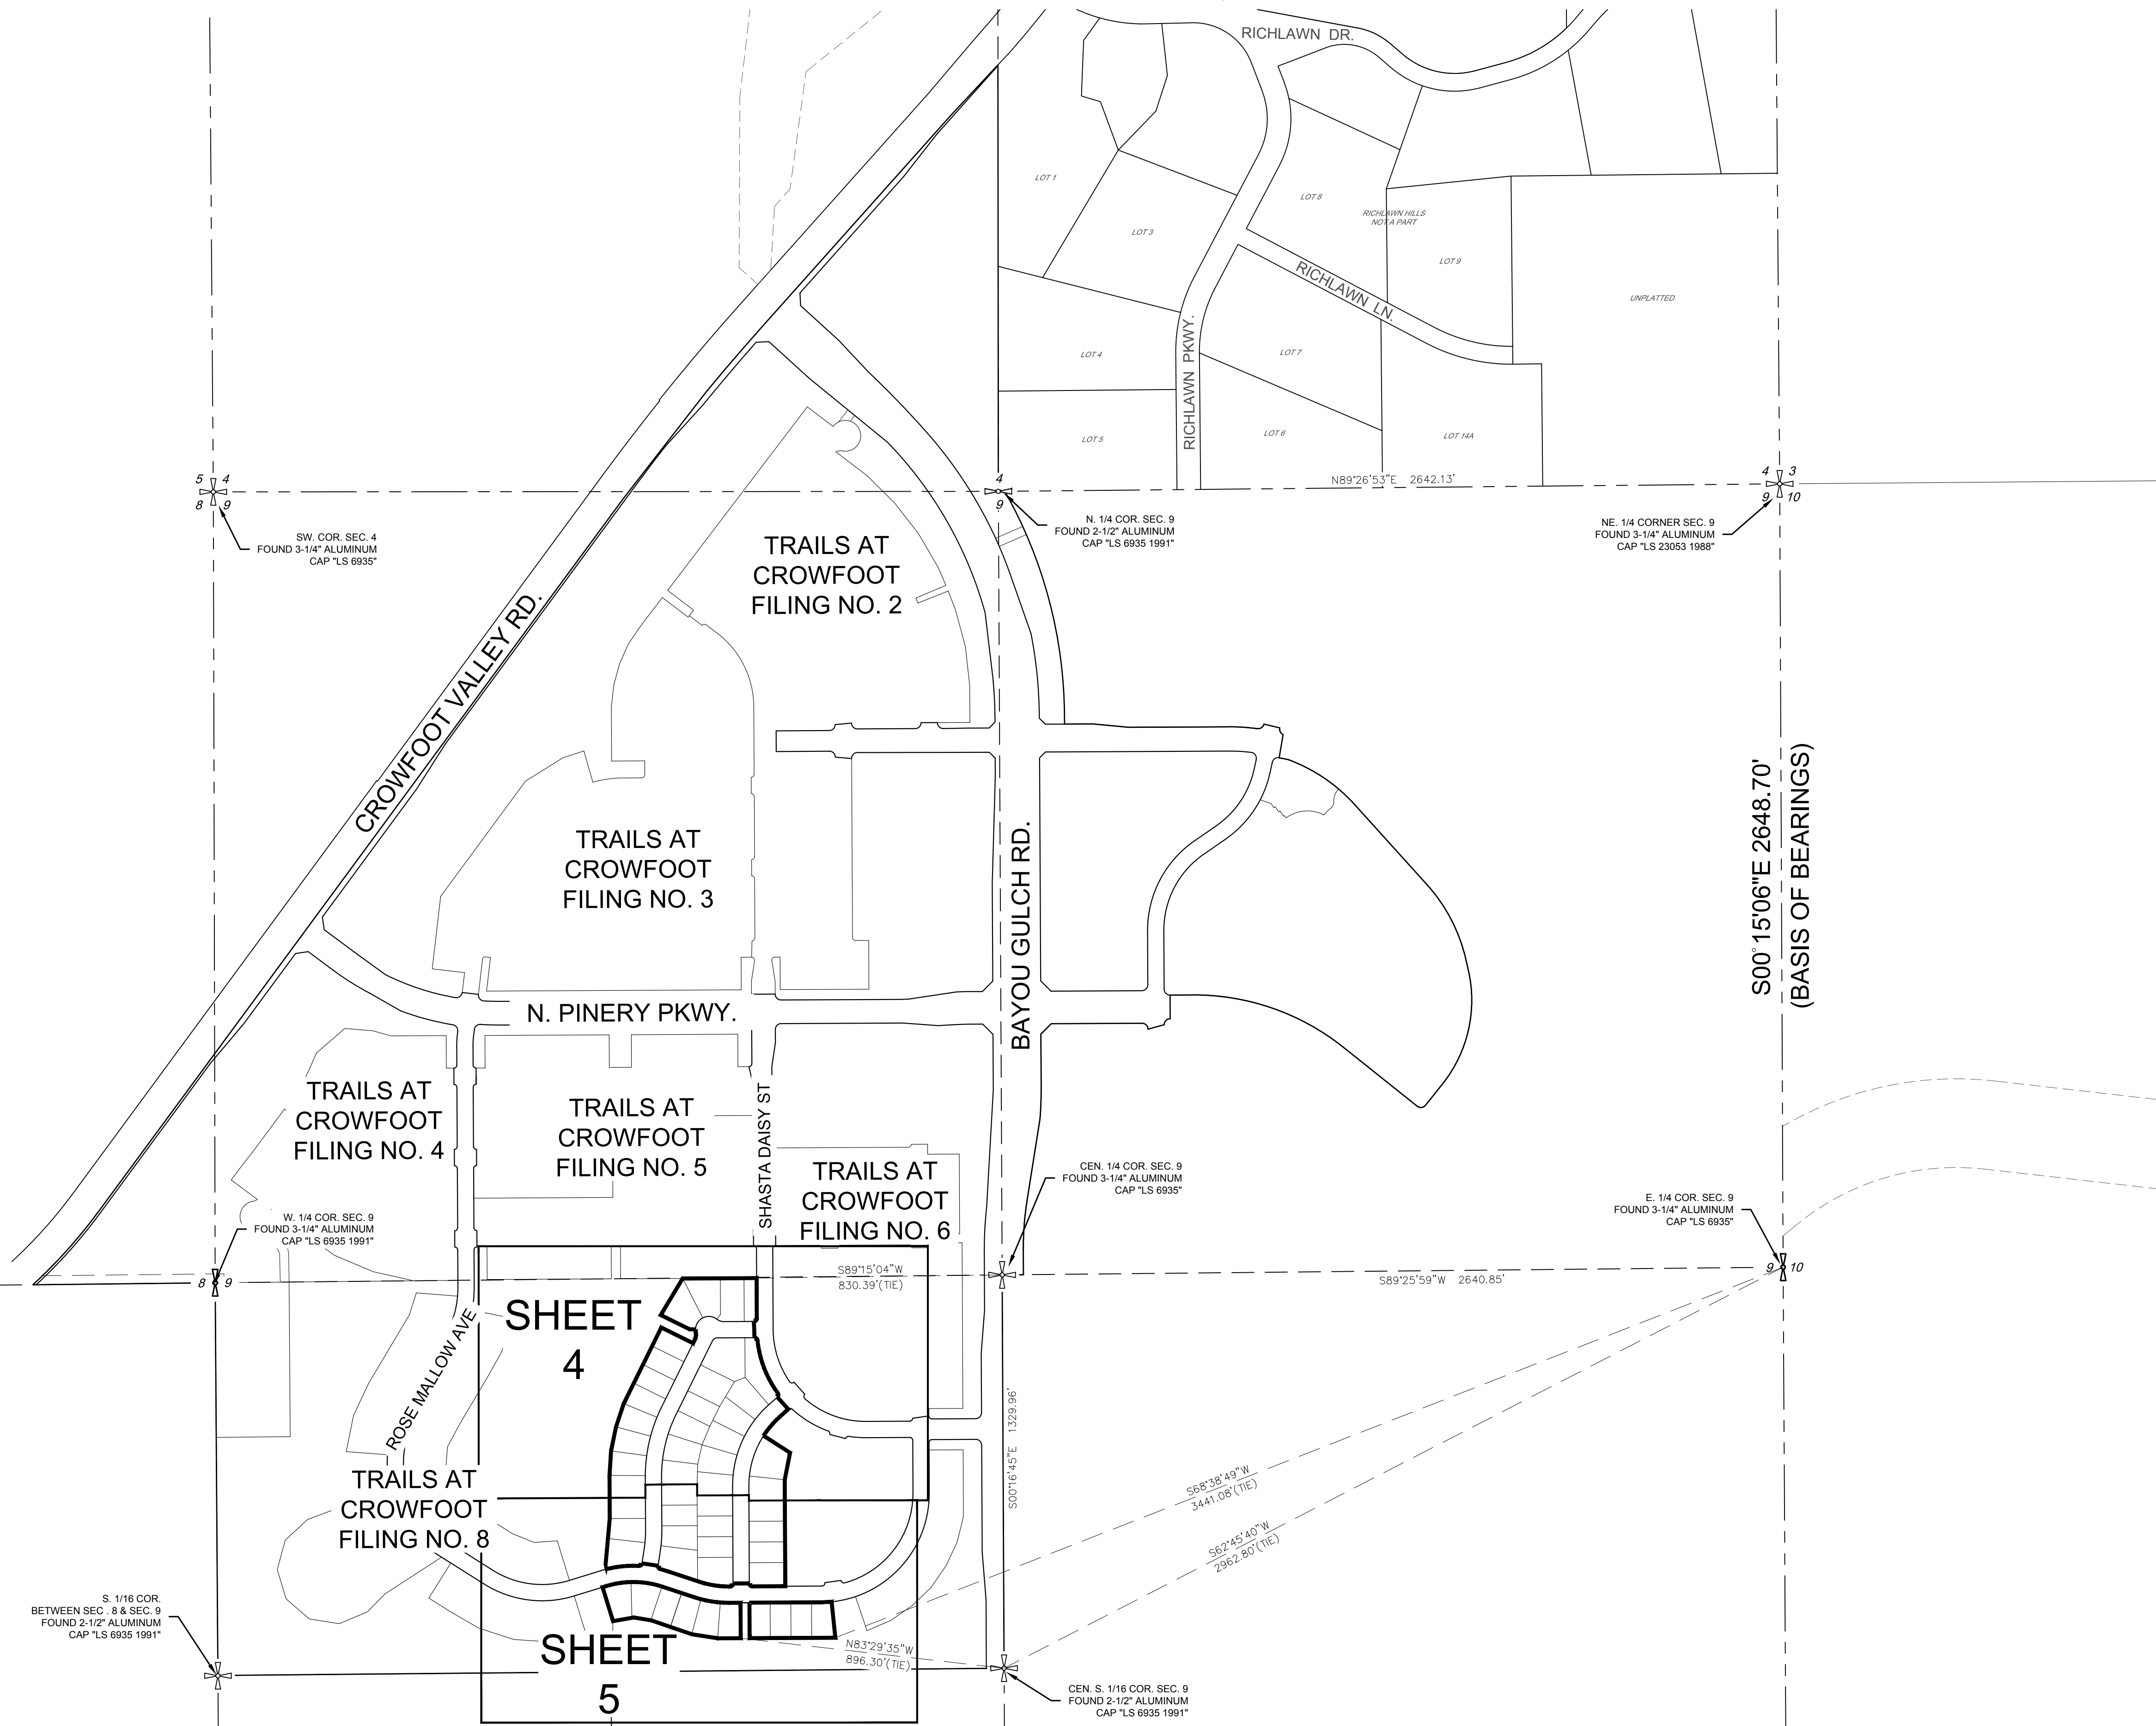 RICHLAWN DR.
LOT 1
LOT 8
RICHLAWN HILLS
NOT A PART
LOT 3
LOT 9
RICHLAWN LN.
UNPLATTED
RICHLAWN PKWY.
LOT 4
LOT 7
LOT 5
LOT 6
LOT 14A
N89°26'53"E 2642.13'
5 4
8 9
4
9
4 3
9 10
SW. COR. SEC. 4
FOUND 3-1/4" ALUMINUM
CAP "LS 6935"
N. 1/4 COR. SEC. 9
FOUND 2-1/2" ALUMINUM
CAP "LS 6935 1991"
NE. 1/4 CORNER SEC. 9
FOUND 3-1/4" ALUMINUM
CAP "LS 23053 1988"
TRAILS AT
CROWFOOT
FILING NO. 2
CROWFOOT VALLEY RD.
TRAILS AT
CROWFOOT
FILING NO. 3
BAYOU GULCH RD.
S00°15'06"E 2648.70'
(BASIS OF BEARINGS)
N. PINERY PKWY.
TRAILS AT
CROWFOOT
FILING NO. 4
TRAILS AT
CROWFOOT
FILING NO. 5
SHASTA DAISY ST
TRAILS AT
CROWFOOT
FILING NO. 6
CEN. 1/4 COR. SEC. 9
FOUND 3-1/4" ALUMINUM
CAP "LS 6935"
E. 1/4 COR. SEC. 9
FOUND 3-1/4" ALUMINUM
CAP "LS 6935"
W. 1/4 COR. SEC. 9
FOUND 3-1/4" ALUMINUM
CAP "LS 6935 1991"
8 9
S89°15'04"W
830.39'(TIE)
S89°25'59"W 2640.85'
9 10
SHEET
4
ROSE MALLOW AVE
S00°16'45"E 1329.96'
TRAILS AT
CROWFOOT
FILING NO. 8
S68°38'49"W
3441.08'(TIE)
S62°45'40"W
2962.80'(TIE)
S. 1/16 COR.
BETWEEN SEC . 8 & SEC. 9
FOUND 2-1/2" ALUMINUM
CAP "LS 6935 1991"
SHEET
5
N83°29'35"W
896.30'(TIE)
CEN. S. 1/16 COR. SEC. 9
FOUND 2-1/2" ALUMINUM
CAP "LS 6935 1991"